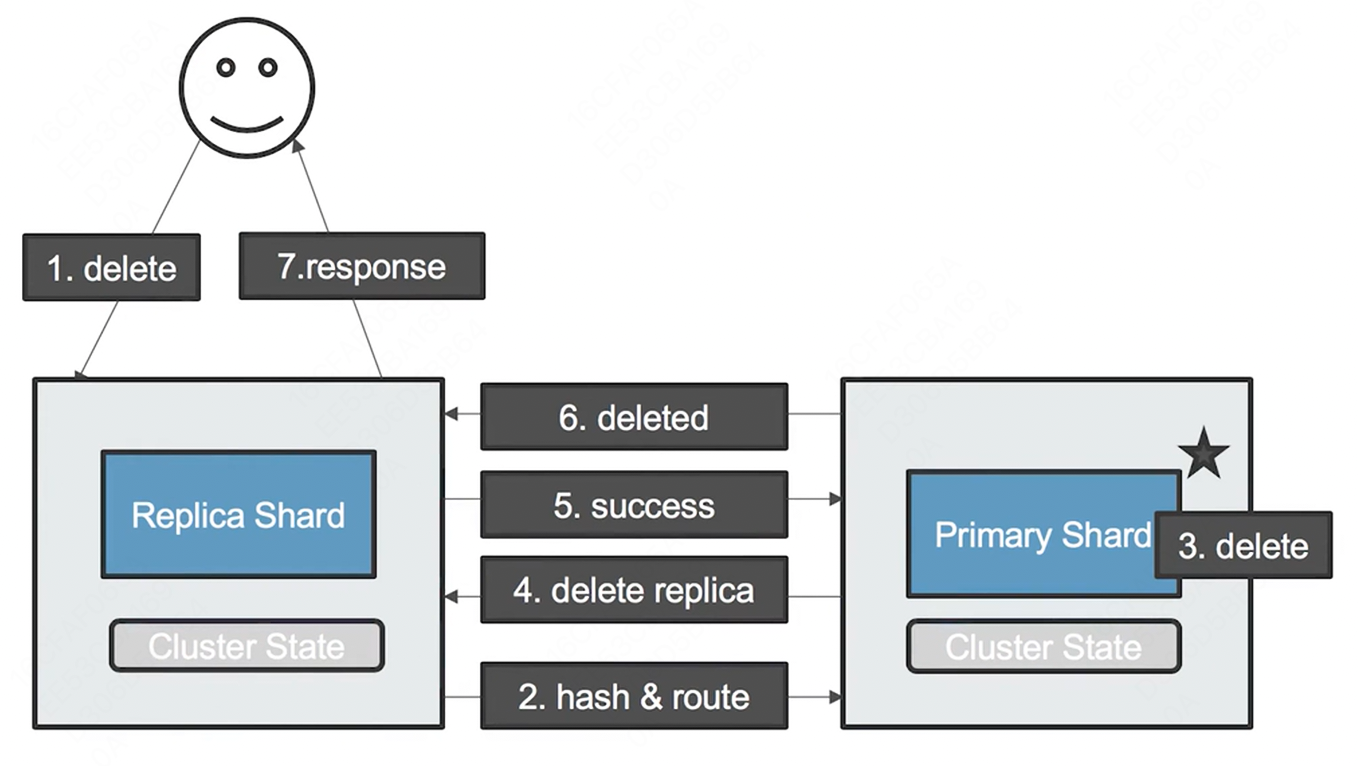 1. delete
7.response
6. deleted
5. success
Replica Shard
Primary Shard
3. delete
4. delete replica
Cluster State
Cluster State
2. hash & route